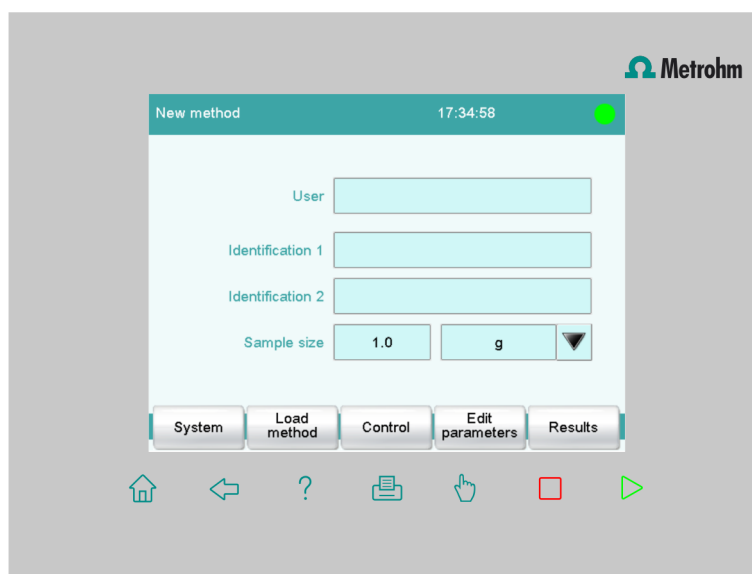 Metrohm
New method 17:34:58
User
Identification 1
Identification 2
Sample size 1.0 g
System Load method Control Edit parameters Results
?